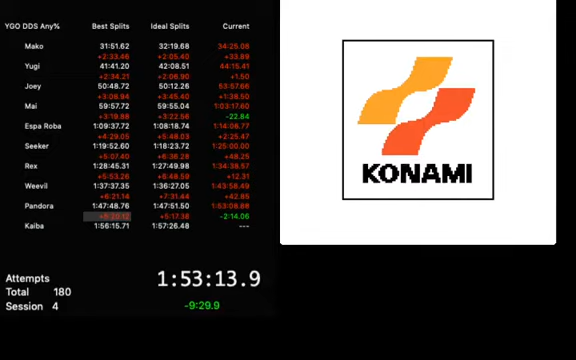 YGO DDS Any% Best Splits Ideal Splits Current
Mako 31:51.62 32:19.68 34:25.08
+2:33.46 +2:05.40 +33.89
Yugi 41:41.20 42:08.51 44:15.41
+2:34.21 +2:06.90 +1.50
Joey 50:48.72 50:12.26 53:57.66
+3:08.94 +3:45.40 +1:38.50
Mai 59:57.72 59:55.04 1:03:17.60
+3:19.88 +3:22.56 -22.84
Espa Roba 1:09:37.72 1:08:18.74 1:14:06.77
+4:29.05 +5:48.03 +2:25.47
Seeker 1:19:52.60 1:18:23.72 1:25:00.00
+5:07.40 +6:36.28 +48.25
Rex 1:28:45.31 1:27:49.98 1:34:38.57
+5:53.26 +6:48.59 +12.31
Weevil 1:37:37.35 1:36:27.05 1:43:58.49
+6:21.14 +7:31.44 +42.85
Pandora 1:47:48.76 1:47:51.50 1:53:08.88
+5:20.12 +5:17.38 -2:14.06
Kaiba 1:56:15.71 1:57:26.48 ---
Attempts
Total 180
Session 4
1:53:13.9
-9:29.9
KONAMI